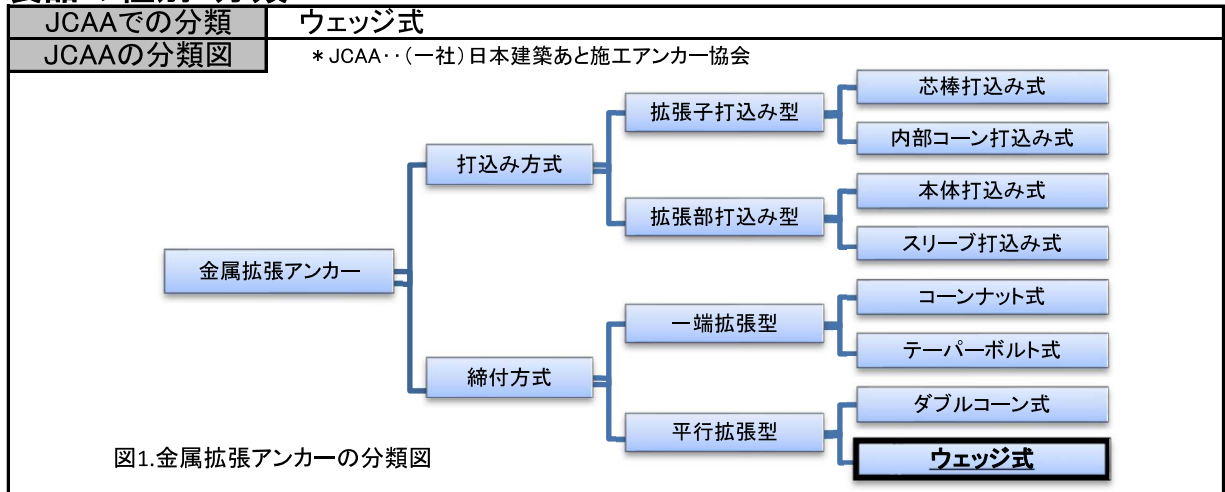 JCAAでの分類 ウェッジ式
JCAAの分類図 ＊JCAA‥（一社）日本建築あと施工アンカー協会
芯棒打込み式
拡張子打込み型
内部コーン打込み式
打込み方式
本体打込み式
拡張部打込み型
スリーブ打込み式
金属拡張アンカー
コーンナット式
一端拡張型
テーパーボルト式
締付方式
ダブルコーン式
平行拡張型
ウェッジ式
図1.金属拡張アンカーの分類図